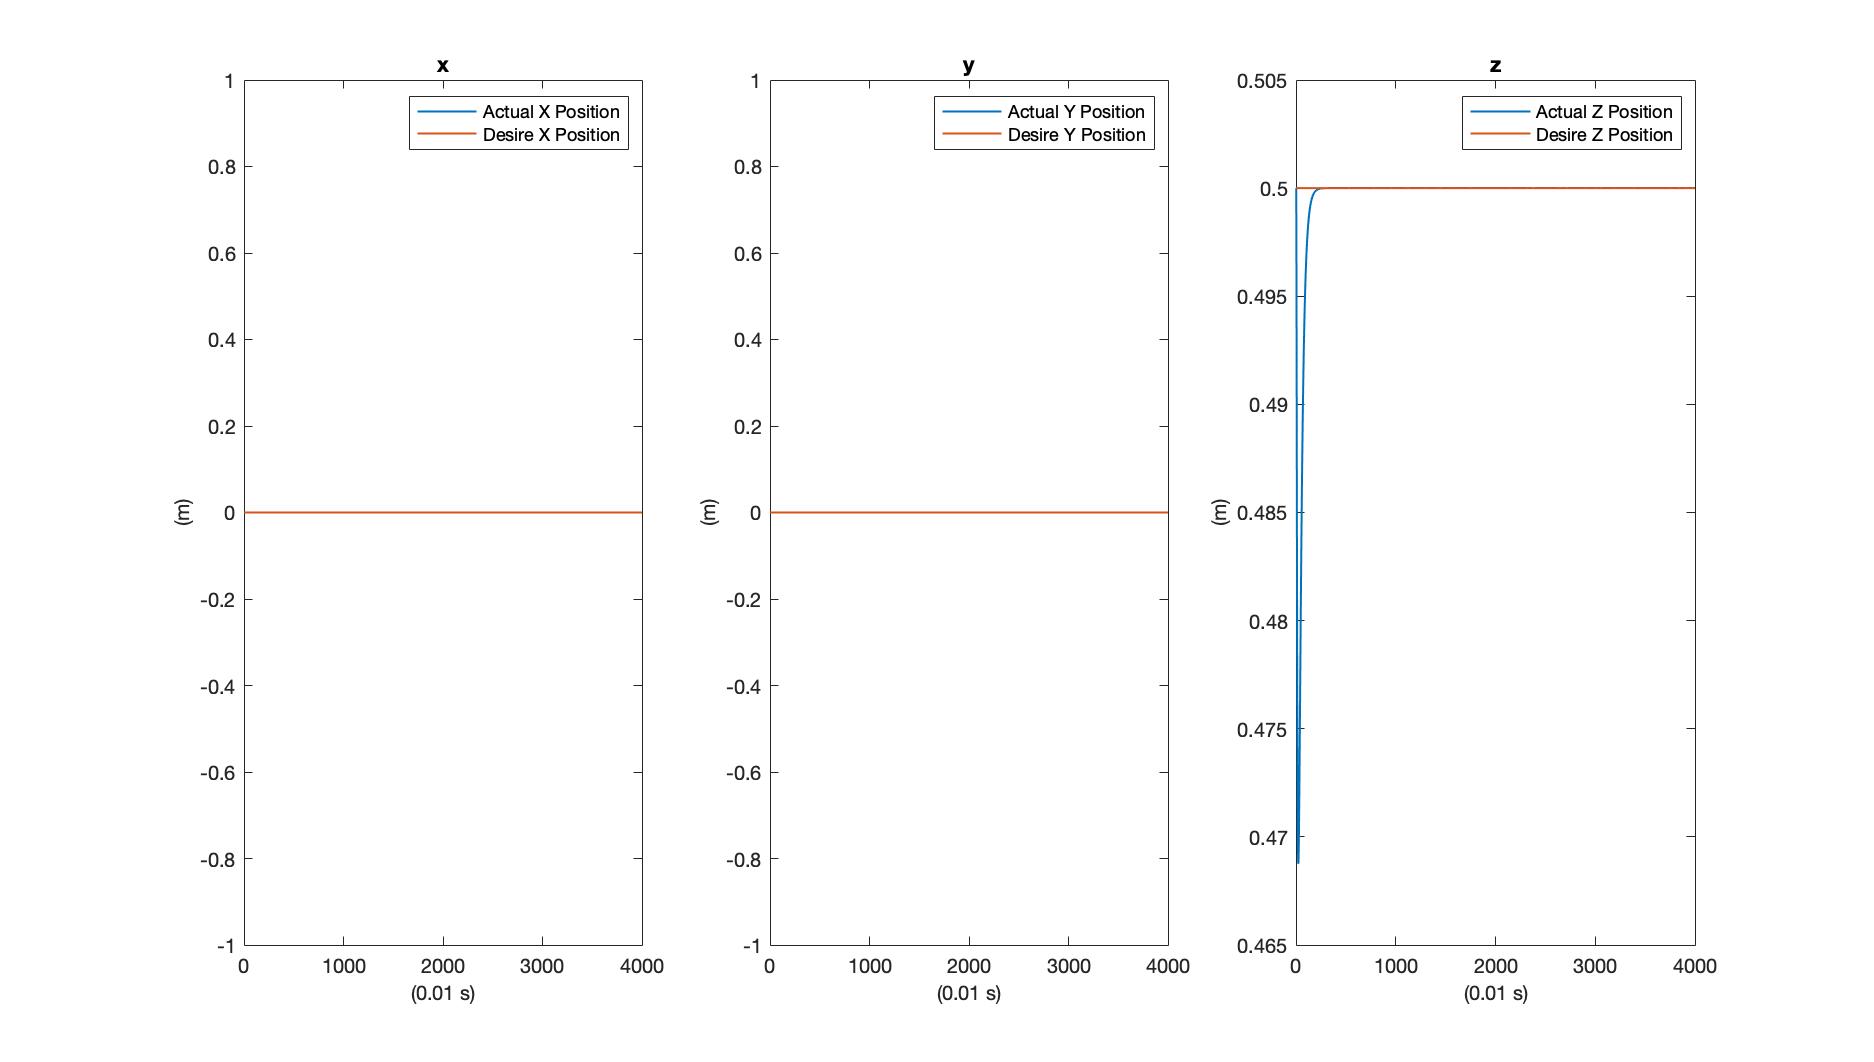 x
Actual X Position
Desire X Position
1
0.8
0.6
0.4
0.2
0
-0.2
-0.4
-0.6
-0.8
-1
(m)
0 1000 2000 3000 4000
(0.01 s)
y
Actual Y Position
Desire Y Position
1
0.8
0.6
0.4
0.2
0
-0.2
-0.4
-0.6
-0.8
-1
(m)
0 1000 2000 3000 4000
(0.01 s)
z
Actual Z Position
Desire Z Position
0.505
0.5
0.495
0.49
0.485
0.48
0.475
0.47
0.465
(m)
0 1000 2000 3000 4000
(0.01 s)